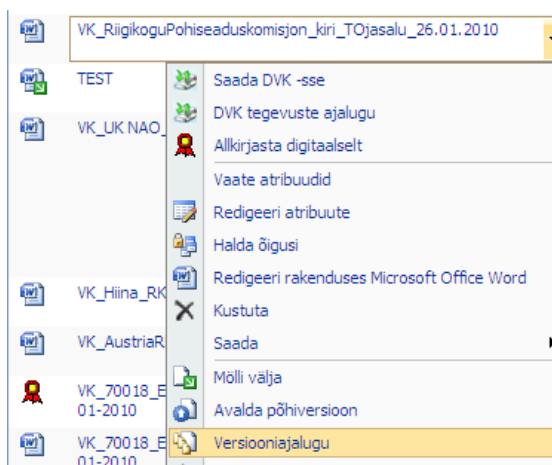 VK_RiigikoguPohiseaduskomisjon_kiri_TOjasalu_26.01.2010
TEST
Saada DVK -sse
DVK tegevuste ajalugu
VK_UK NAO_
Allkirjasta digitaalselt
Vaate atribuudid
Redigeeri atribuute
Halda õigusi
Redigeeri rakenduses Microsoft Office Word
VK_Hiina_RK
Kustuta
VK_AustriaR
Saada
Mölli välja
VK_70018_E
01-2010
Avalda põhiversioon
VK_70018_E
01-2010
Versiooniajalugu